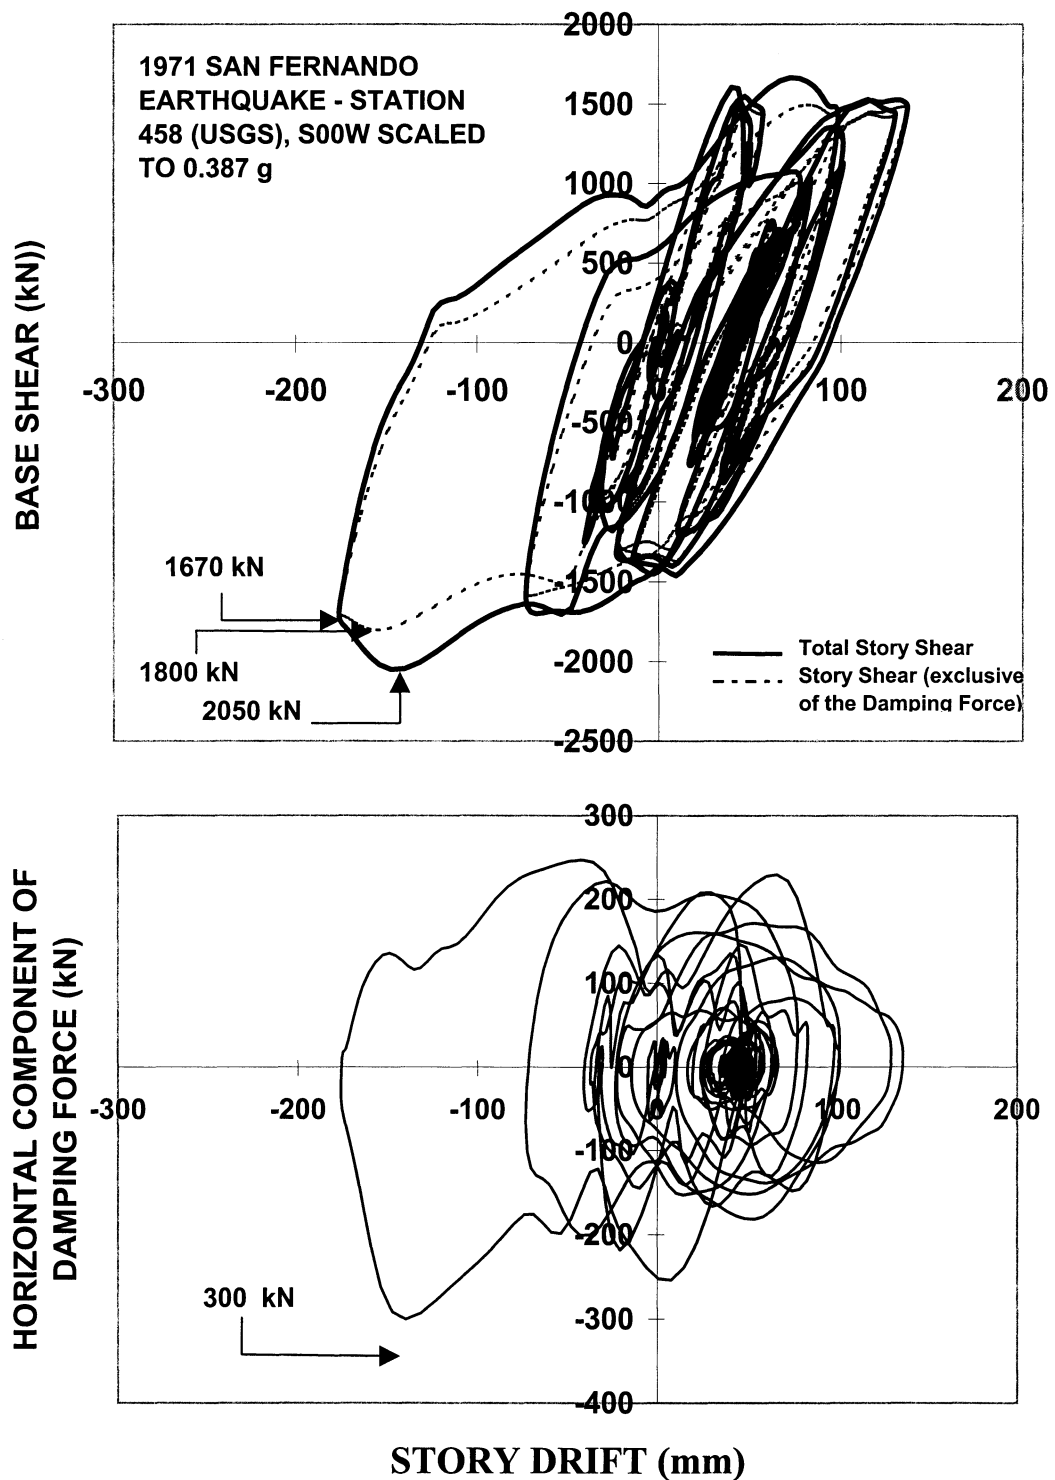 2000
1971 SAN FERNANDO
EARTHQUAKE - STATION
458 (USGS), S00W SCALED
TO 0.387 g
1500
1000
500
0
-300
-200
-100
0
100
200
-500
-1000
-1500
-2000
-2500
BASE SHEAR (kN))
1670 kN
1800 kN
2050 kN
Total Story Shear
Story Shear (exclusive
of the Damping Force)
300
200
100
0
-300
-200
-100
0
100
200
-100
-200
-300
-400
HORIZONTAL COMPONENT OF
DAMPING FORCE (kN)
300 kN
STORY DRIFT (mm)